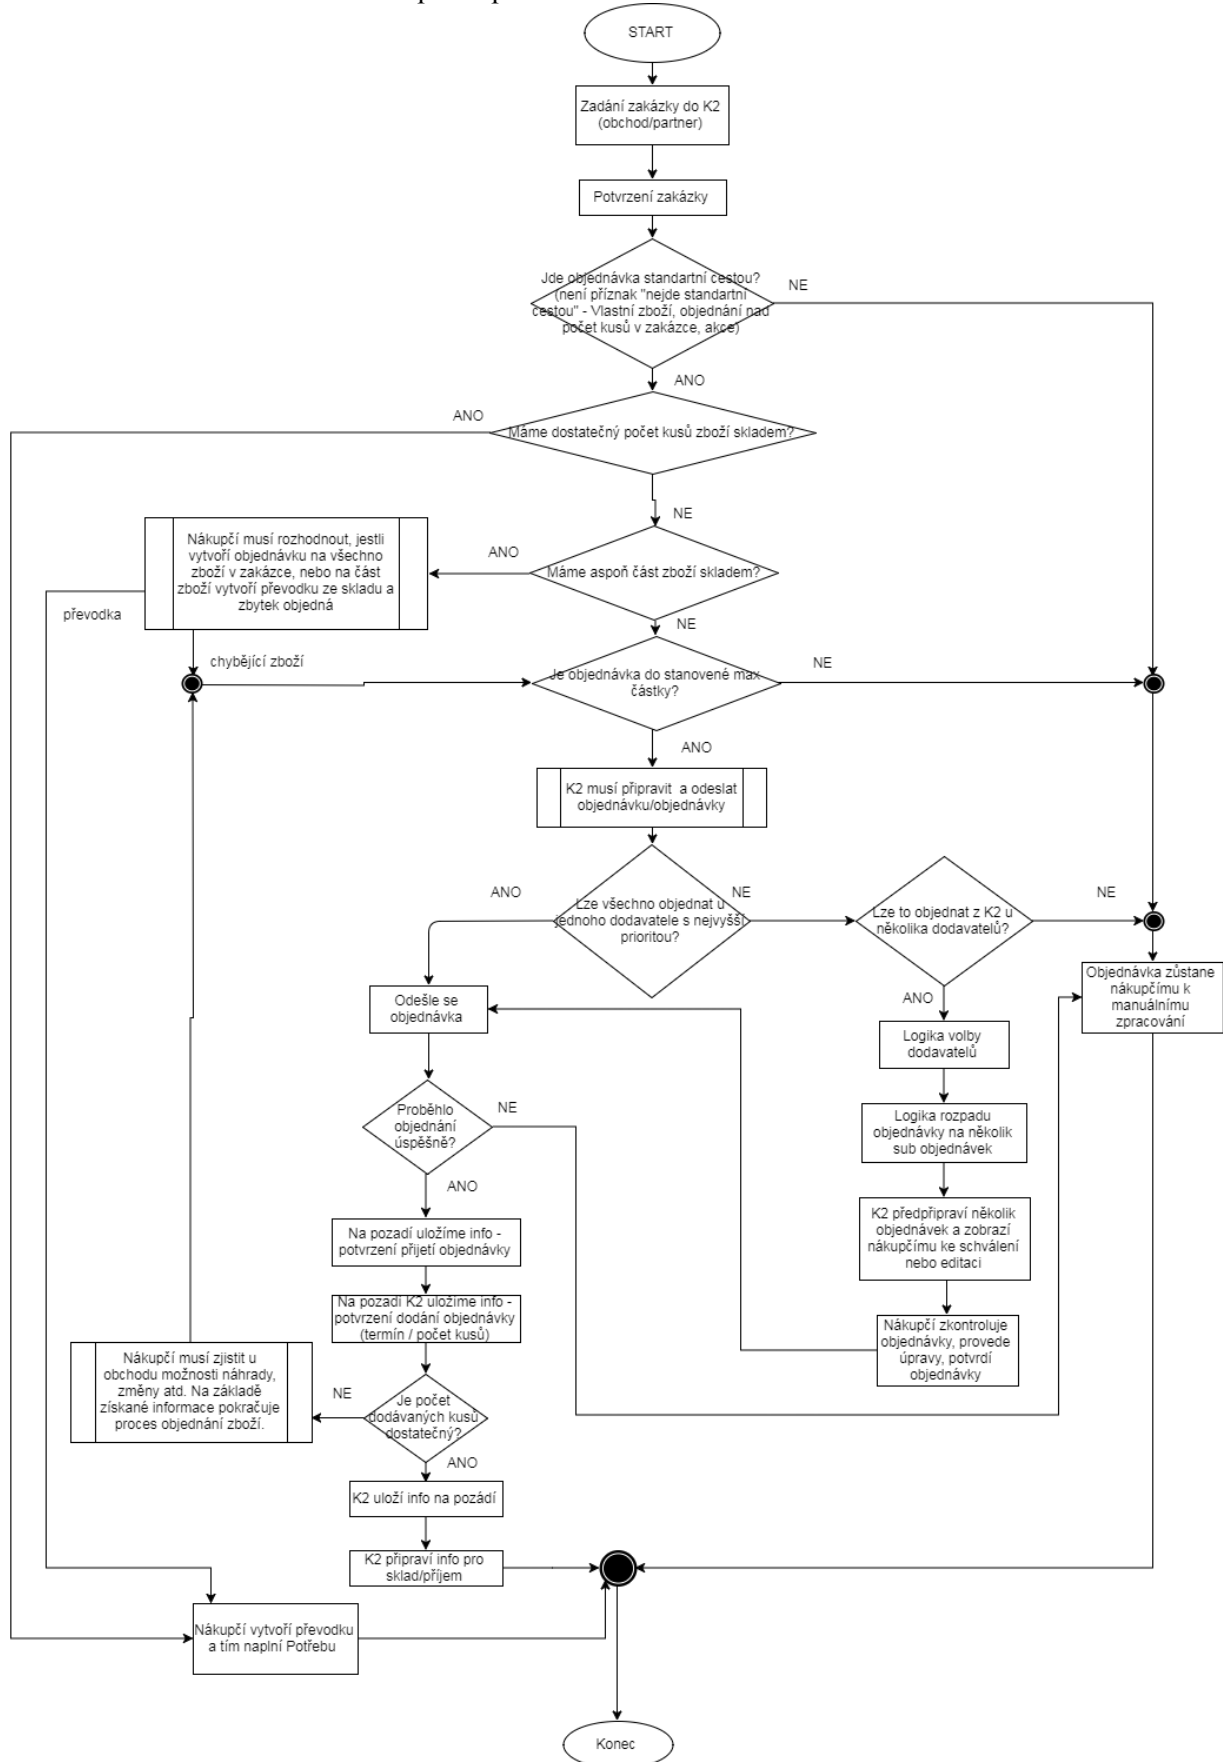 START
Zadání zakázky do K2
(obchod/partner)
Potvrzení zakázky
Jde objednávka standartní cestou?
(není příznak "nejde standartní
cestou" - Vlastní zboží, objednání nad
počet kusů v zakázce, akce)
NE
ANO
ANO
Máme dostatečný počet kusů zboží skladem?
NE
Nákupčí musí rozhodnout, jestli
vytvoří objednávku na všechno
zboží v zakázce, nebo na část
zboží vytvoří převodku ze skladu a
zbytek objedná
ANO
Máme aspoň část zboží skladem?
převodka
NE
chybějící zboží
Je objednávka do stanovené max
částky?
NE
ANO
K2 musí připravit a odeslat
objednávku/objednávky
ANO
Lze všechno objednat u
jednoho dodavatele s nejvyšší
prioritou?
NE
Lze to objednat z K2 u
několika dodavatelů?
NE
Objednávka zůstane
nákupčímu k
manuálnímu
zpracování
Odešle se
objednávka
ANO
Logika volby
dodavatelů
Proběhlo
objednání
úspěšně?
NE
Logika rozpadu
objednávky na několik
sub objednávek
ANO
K2 předpřipraví několik
objednávek a zobrazí
nákupčímu ke schválení
nebo editaci
Na pozadí uložíme info -
potvrzení přijetí objednávky
Na pozadí K2 uložíme info -
potvrzení dodání objednávky
(termín / počet kusů)
Nákupčí zkontroluje
objednávky, provede
úpravy, potvrdí
objednávky
Nákupčí musí zjistit u
obchodu možnosti náhrady,
změny atd. Na základě
získané informace pokračuje
proces objednání zboží.
NE
Je počet
dodávaných kusů
dostatečný?
ANO
K2 uloží info na pozádí
K2 připraví info pro
sklad/příjem
Nákupčí vytvoří převodku
a tím naplní Potřebu
Konec